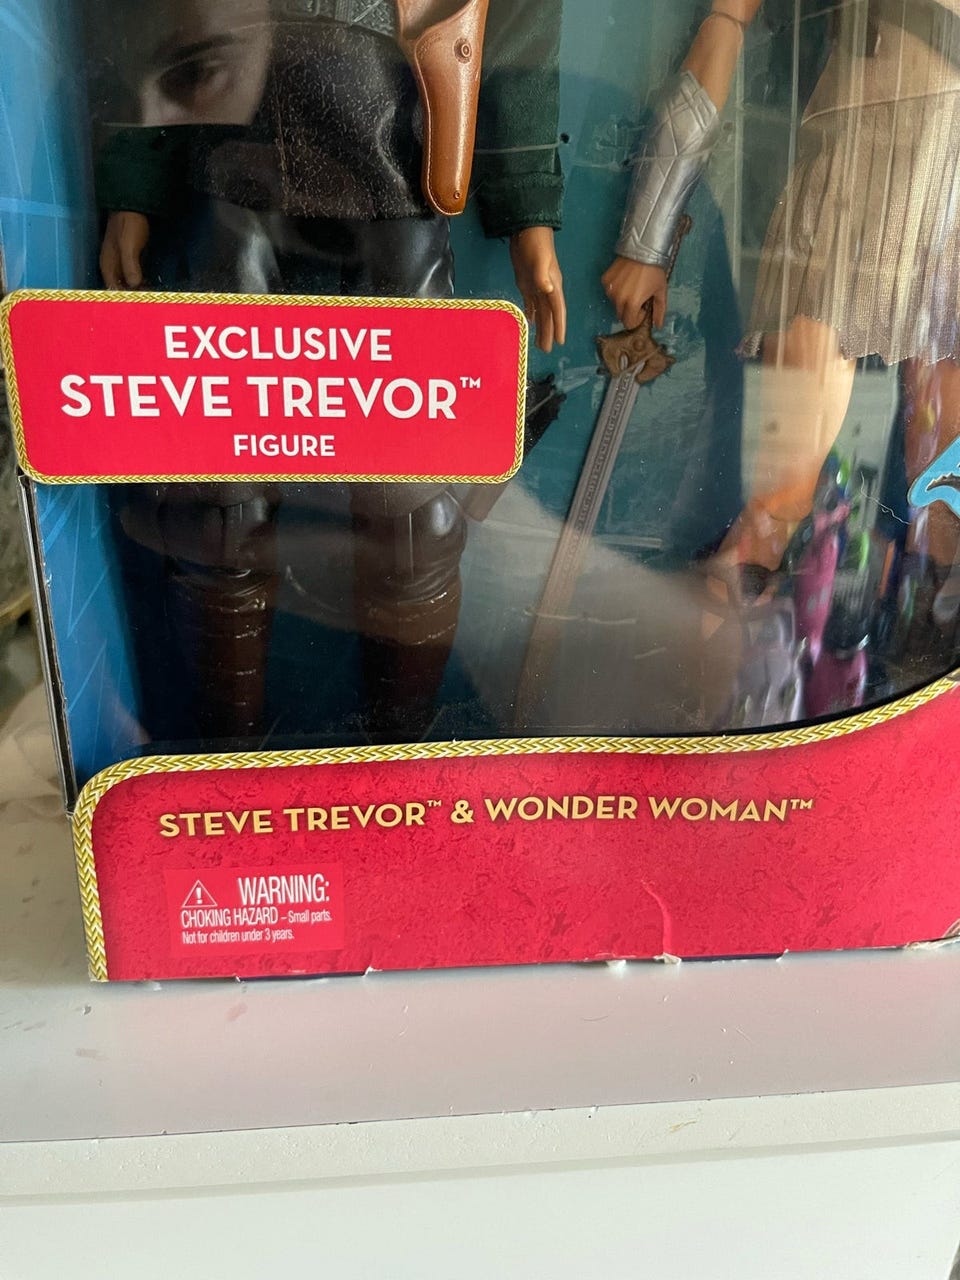 EXCLUSIVE
STEVE TREVOR™
FIGURE
STEVE TREVOR™ & WONDER WOMAN™
WARNING:
CHOKING HAZARD – Small parts.
Not for children under 3 years.